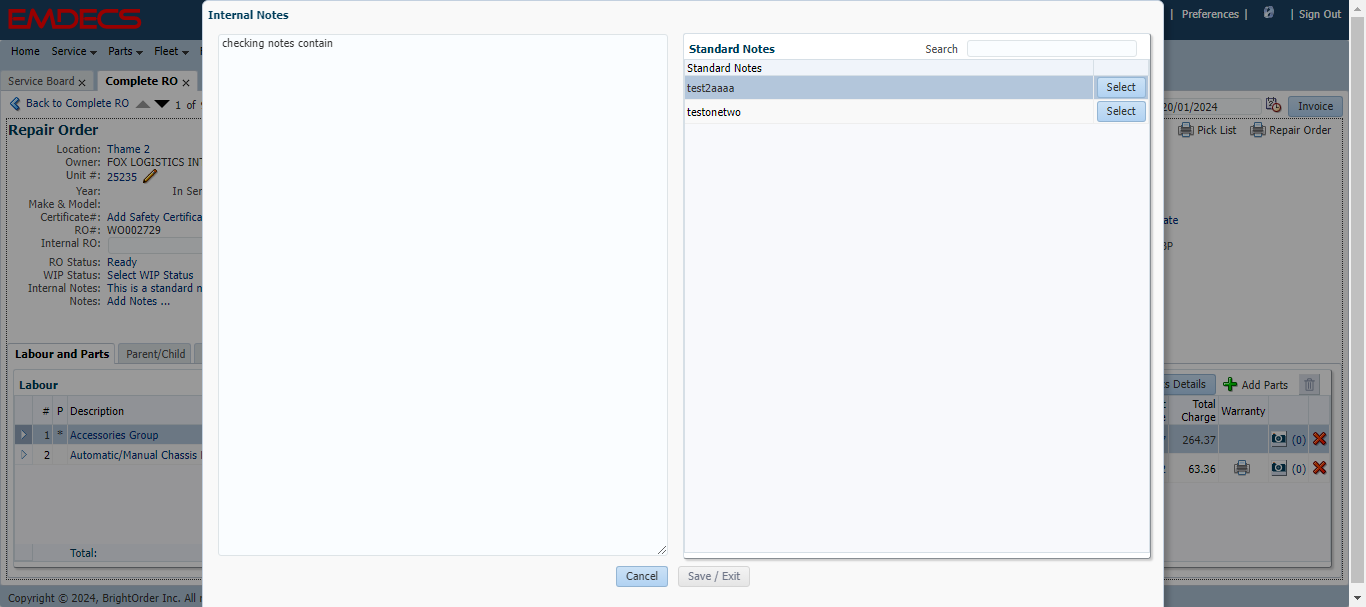 EMDECS
| Preferences | | Sign Out
Home Service Parts Fleet
Service Board x Complete RO x
Back to Complete RO 1 of
20/01/2024 Invoice
Pick List Repair Order
Repair Order
Location: Thame 2
Owner: FOX LOGISTICS INT
Unit #: 25235
Year: In Ser
Make & Model:
Certificate#: Add Safety Certifica
RO#: WO002729
Internal RO:
RO Status: Ready
WIP Status: Select WIP Status
Internal Notes: This is a standard n
Notes: Add Notes ...
Labour and Parts Parent/Child
Labour
# P Description
1 * Accessories Group
2 Automatic/Manual Chassis
Total:
Copyright © 2024, BrightOrder Inc. All
Internal Notes
checking notes contain
Standard Notes Search
Standard Notes
test2aaaa Select
testonetwo Select
Cancel Save / Exit
ate
BP
s Details Add Parts
Total
Charge Warranty
264.37 (0)
63.36 (0)